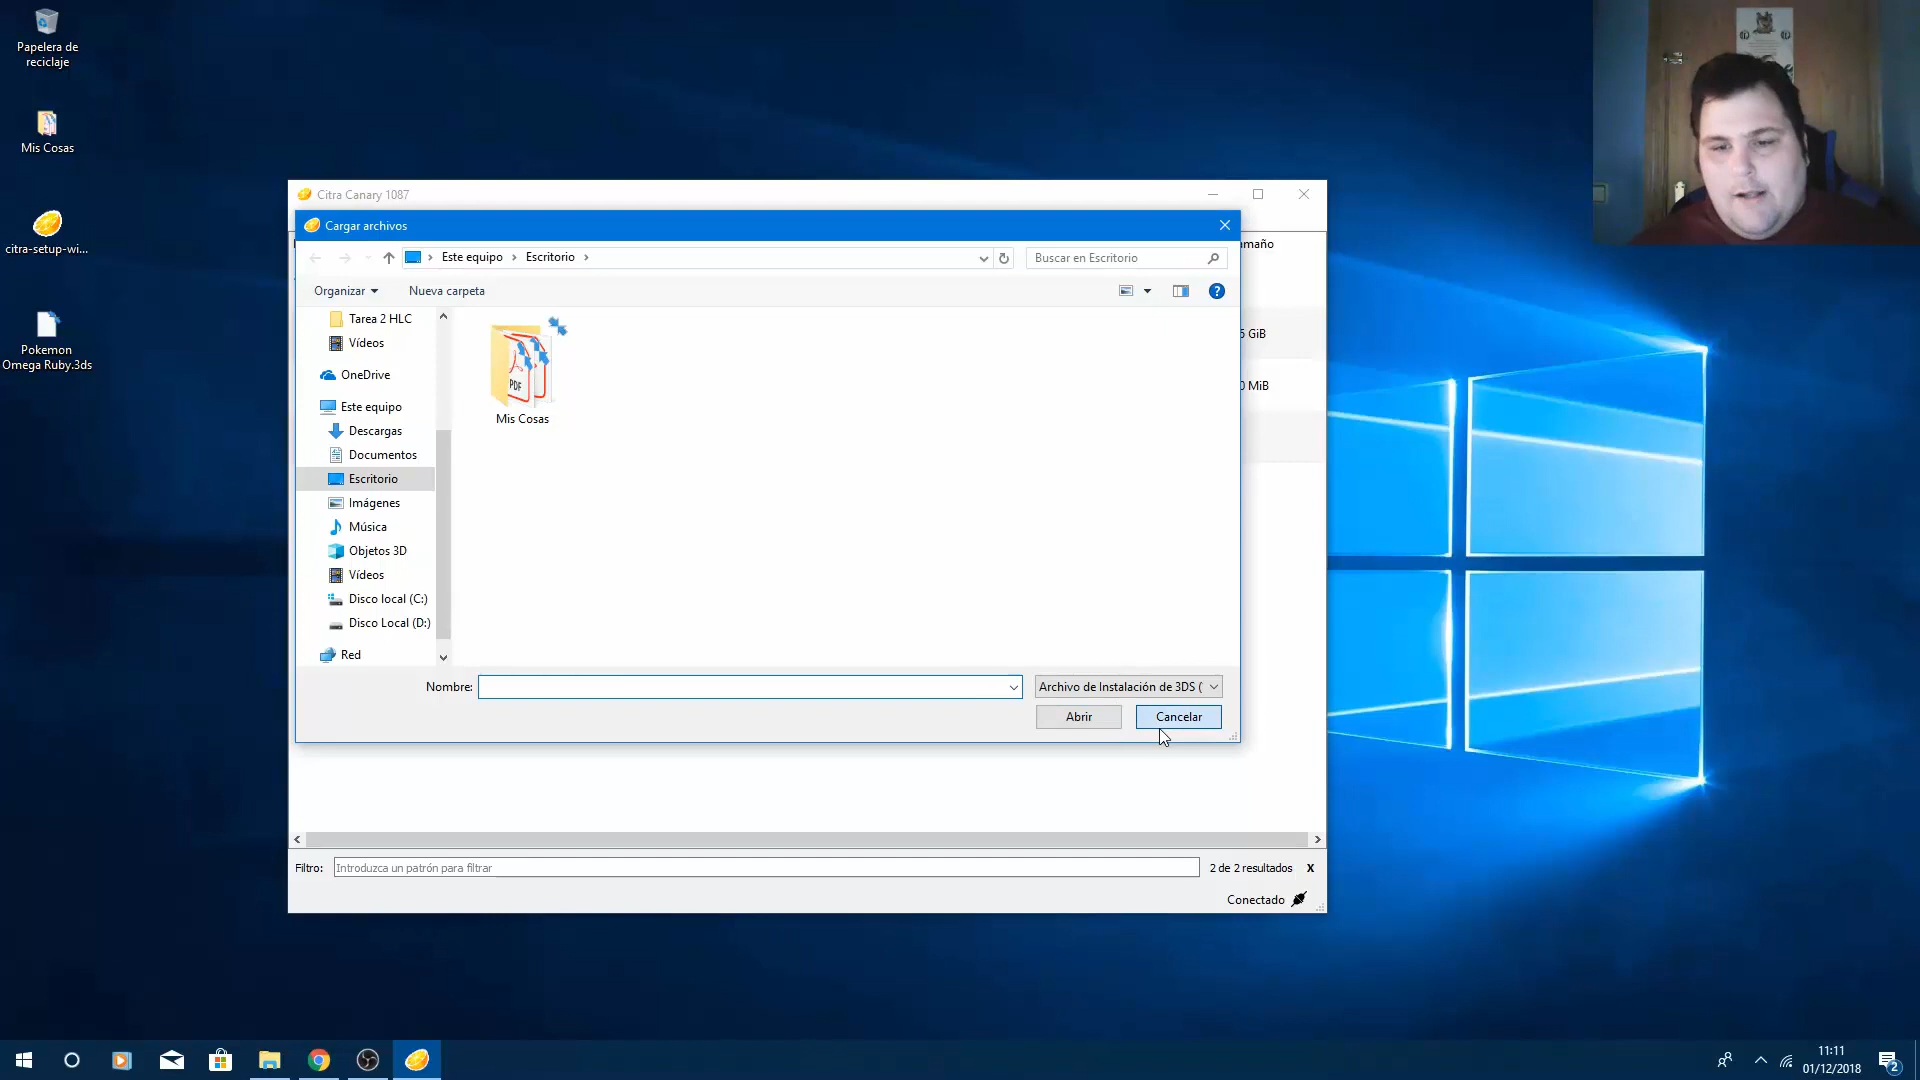 Papelera de
reciclaje
Mis Cosas
citra-setup-wi...
Pokemon
Omega Ruby.3ds
Citra Canary 1087
Cargar archivos
Este equipo
Escritorio
Buscar en Escritorio
Organizar
Nueva carpeta
Tarea 2 HLC
Vídeos
OneDrive
Este equipo
Descargas
Documentos
Escritorio
Imágenes
Música
Objetos 3D
Vídeos
Disco local (C:)
Disco Local (D:)
Red
PDF
Mis Cosas
maño
GiB
0 MiB
Nombre:
Archivo de Instalación de 3DS (
Abrir
Cancelar
Filtro:
Introduzca un patrón para filtrar
2 de 2 resultados
X
Conectado
11:11
01/12/2018
2